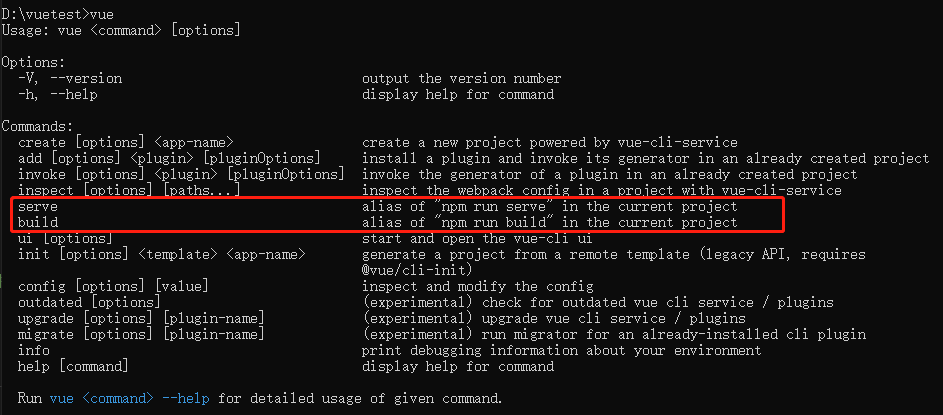 D:\vuetest>vue
Usage: vue <command> [options]
Options:
-V, --version                              output the version number
-h, --help                                 display help for command
Commands:
create [options] <app-name>                create a new project powered by vue-cli-service
add [options] <plugin> [pluginOptions]     install a plugin and invoke its generator in an already created project
invoke [options] <plugin> [pluginOptions]  invoke the generator of a plugin in an already created project
inspect [options] [paths...]               inspect the webpack config in a project with vue-cli-service
serve                                      alias of "npm run serve" in the current project
build                                      alias of "npm run build" in the current project
ui [options]                               start and open the vue-cli ui
init [options] <template> <app-name>       generate a project from a remote template (legacy API, requires
@vue/cli-init)
config [options] [value]                   inspect and modify the config
outdated [options]                         (experimental) check for outdated vue cli service / plugins
upgrade [options] [plugin-name]            (experimental) upgrade vue cli service / plugins
migrate [options] [plugin-name]            (experimental) run migrator for an already-installed cli plugin
info                                       print debugging information about your environment
help [command]                             display help for command
Run vue <command> --help for detailed usage of given command.